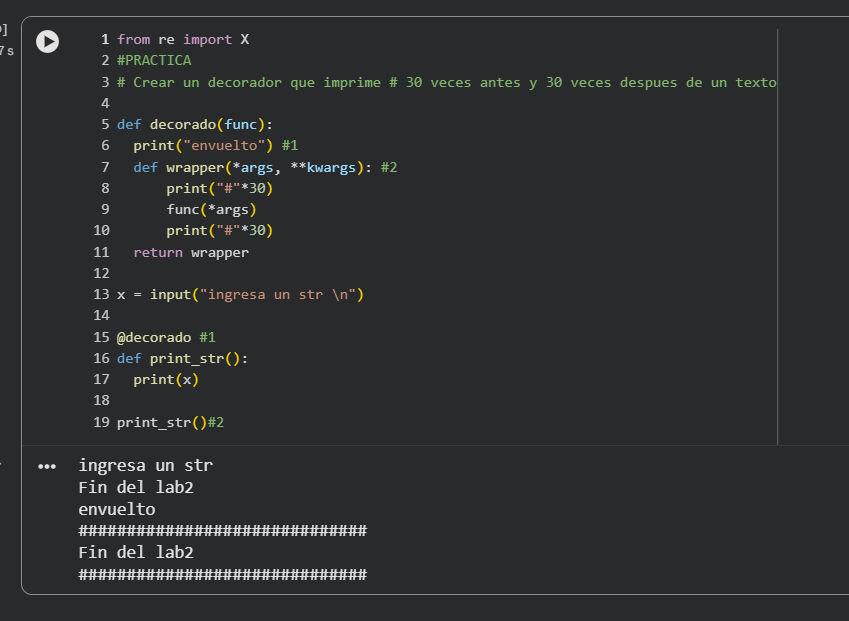 ]
7 s
1 from re import X
2 #PRACTICA
3 # Crear un decorador que imprime # 30 veces antes y 30 veces despues de un texto
4
5 def decorado(func):
6   print("envuelto") #1
7   def wrapper(*args, **kwargs): #2
8       print("#"*30)
9       func(*args)
10       print("#"*30)
11   return wrapper
12
13 x = input("ingresa un str \n")
14
15 @decorado #1
16 def print_str():
17   print(x)
18
19 print_str()#2
ingresa un str
Fin del lab2
envuelto
##############################
Fin del lab2
##############################